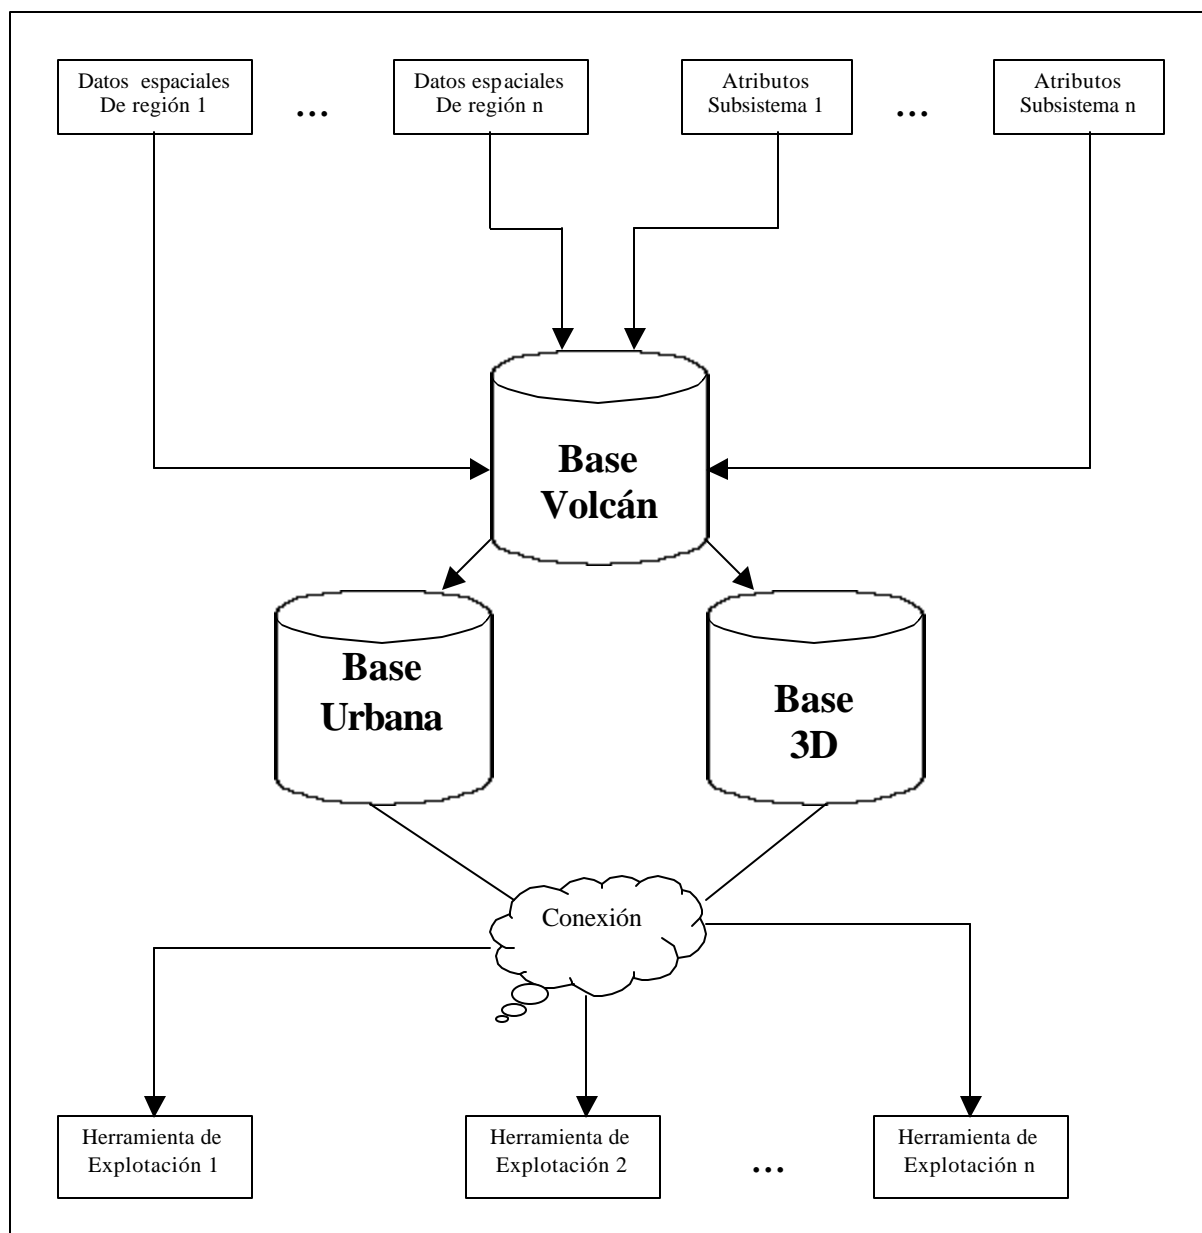 Datos espaciales
De región 1
...
Datos espaciales
De región n
Atributos
Subsistema 1
...
Atributos
Subsistema n
Base
Volcán
Base
Urbana
Base
3D
Conexión
Herramienta de
Explotación 1
Herramienta de
Explotación 2
...
Herramienta de
Explotación n